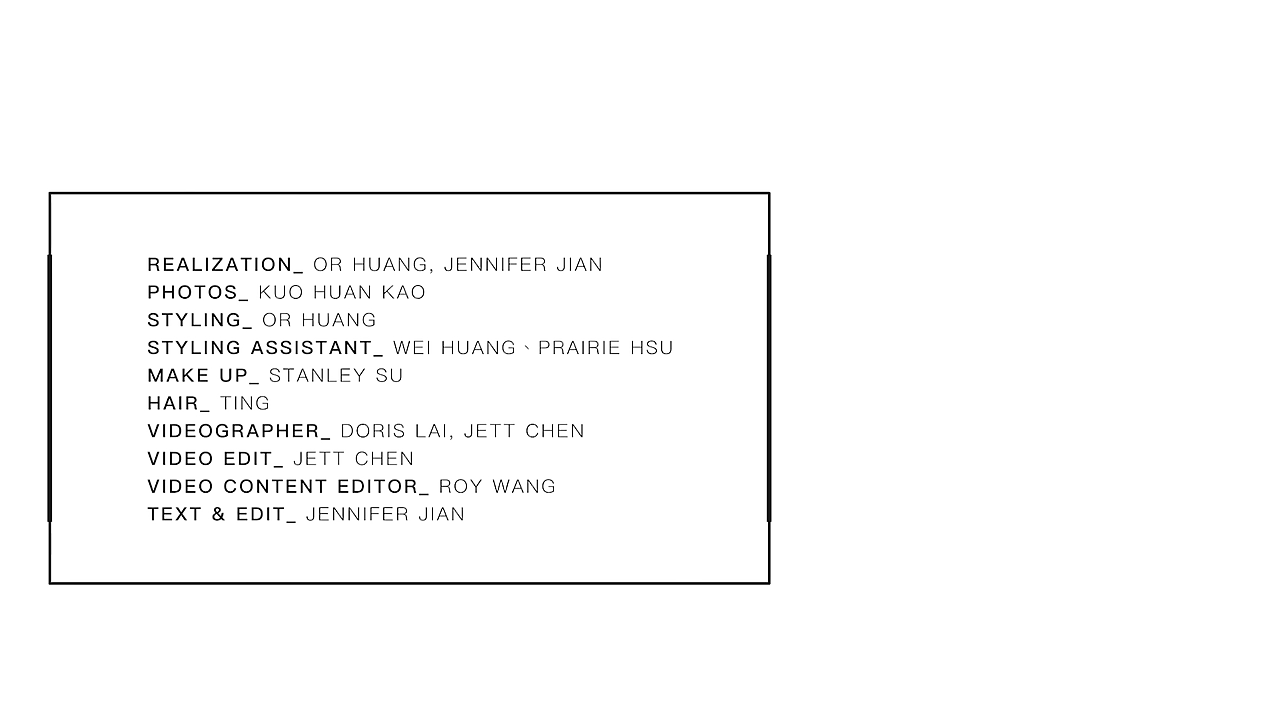 REALIZATION_ OR HUANG, JENNIFER JIAN
PHOTOS_ KUO HUAN KAO
STYLING_ OR HUANG
STYLING ASSISTANT_ WEI HUANG、PRAIRIE HSU
MAKE UP_ STANLEY SU
HAIR_ TING
VIDEOGRAPHER_ DORIS LAI, JETT CHEN
VIDEO EDIT_ JETT CHEN
VIDEO CONTENT EDITOR_ ROY WANG
TEXT & EDIT_ JENNIFER JIAN